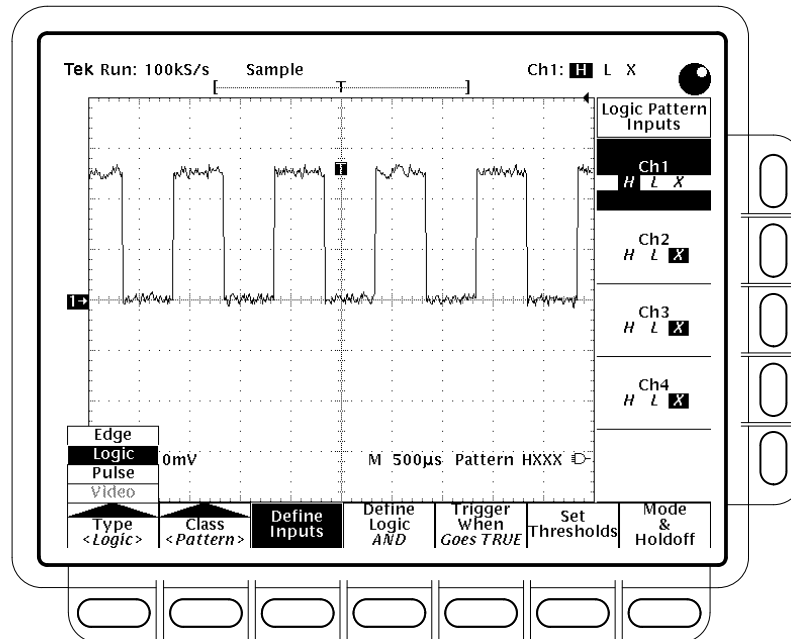 Tek Run: 100kS/s Sample Ch1: H L X
[ T ]
Logic Pattern
Inputs
Ch1
H L X
Ch2
H L X
Ch3
H L X
Ch4
H L X
1→
Edge
Logic
Pulse
Video
0mV M 500µs Pattern HXXX
Type
<Logic>
Class
<Pattern>
Define
Inputs
Define
Logic
AND
Trigger
When
Goes TRUE
Set
Thresholds
Mode
&
Holdoff